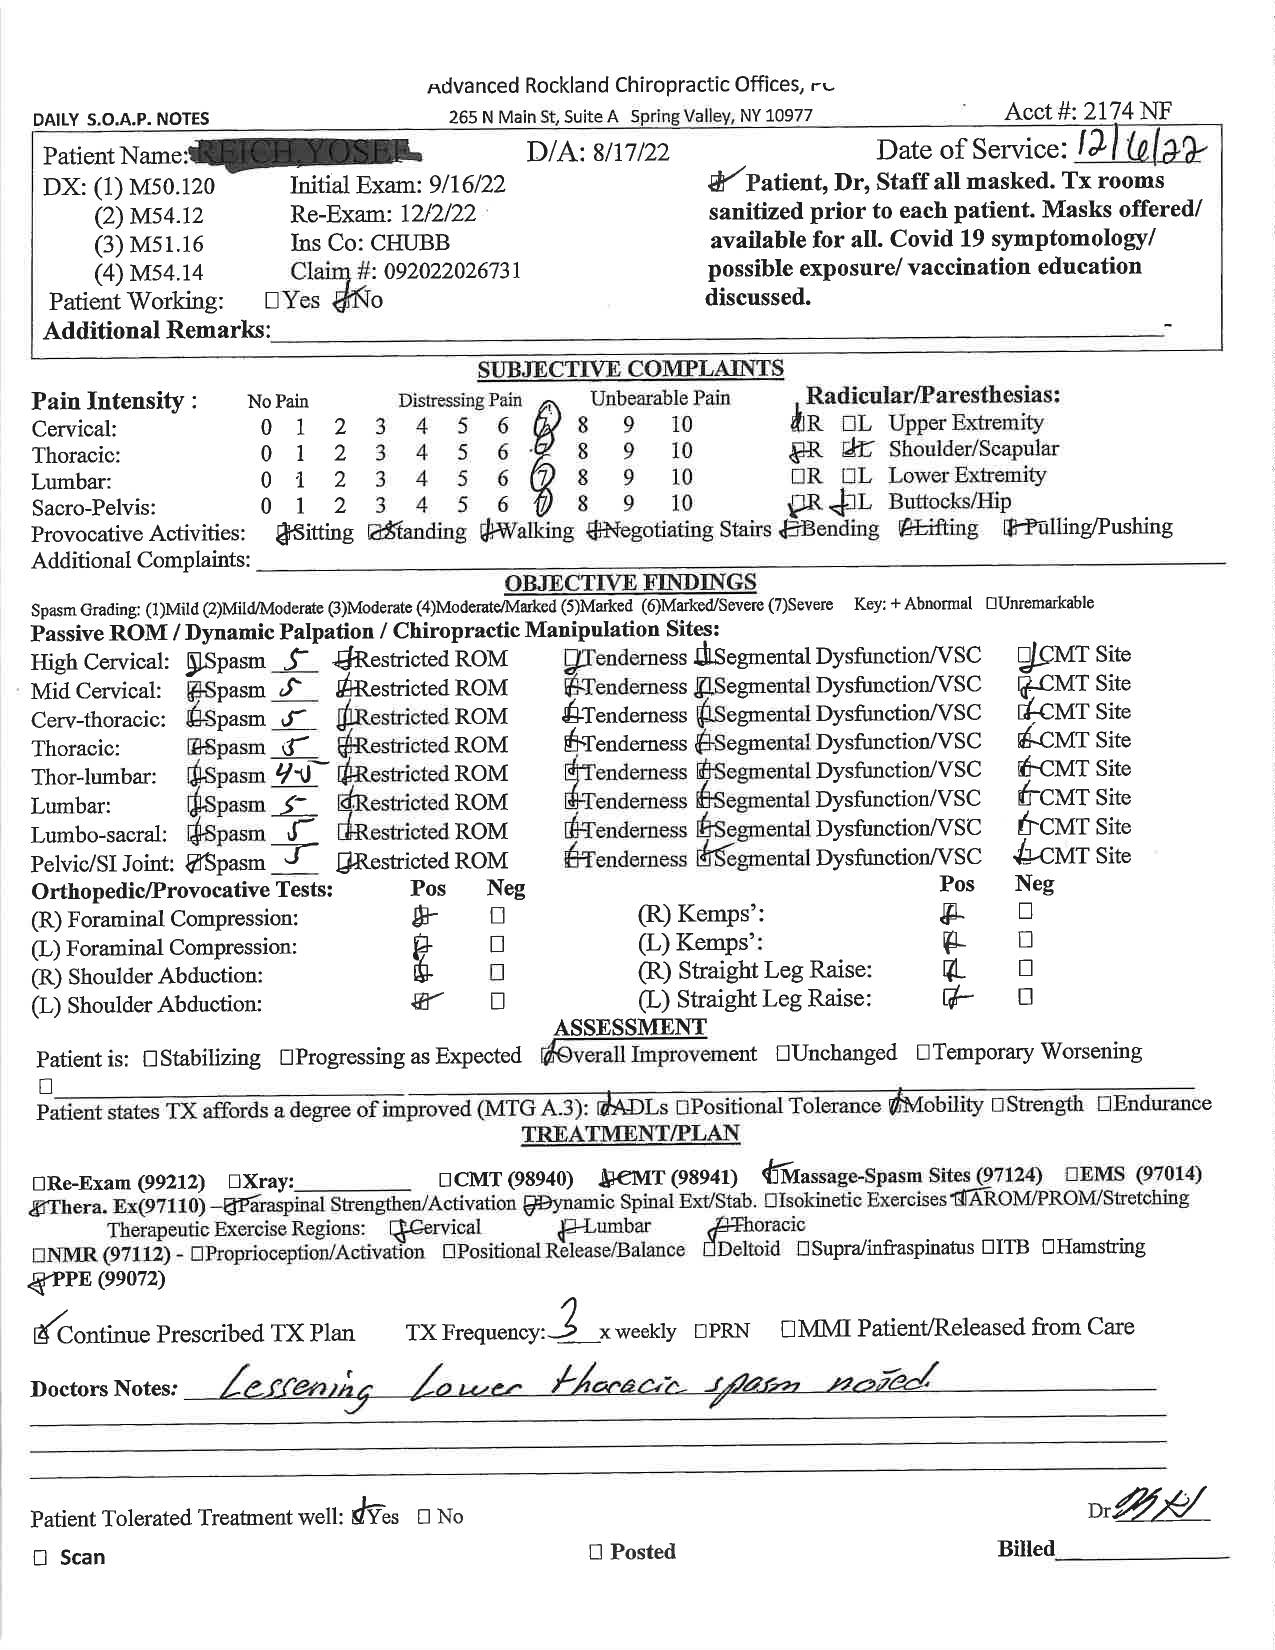 Advanced Rockland Chiropractic Offices, PC
DAILY S.O.A.P. NOTES 265 N Main St, Suite A Spring Valley, NY 10977 Acct #: 2174 NF
Patient Name: D/A: 8/17/22 Date of Service: 12/6/22
DX: (1) M50.120 Initial Exam: 9/16/22 Patient, Dr, Staff all masked. Tx rooms
(2) M54.12 Re-Exam: 12/2/22 sanitized prior to each patient. Masks offered/
(3) M51.16 Ins Co: CHUBB available for all. Covid 19 symptomology/
(4) M54.14 Claim #: 092022026731 possible exposure/ vaccination education
Patient Working: ☐Yes ☑No discussed.
Additional Remarks: -
SUBJECTIVE COMPLAINTS
Pain Intensity : No Pain Distressing Pain Unbearable Pain Radicular/Paresthesias:
Cervical: 0 1 2 3 4 5 6 7 8 9 10 ☑R ☐L Upper Extremity
Thoracic: 0 1 2 3 4 5 6 7 8 9 10 ☑R ☑L Shoulder/Scapular
Lumbar: 0 1 2 3 4 5 6 7 8 9 10 ☐R ☐L Lower Extremity
Sacro-Pelvis: 0 1 2 3 4 5 6 7 8 9 10 ☑R ☑L Buttocks/Hip
Provocative Activities: ☑Sitting ☑Standing ☑Walking ☑Negotiating Stairs ☑Bending ☑Lifting ☑Pulling/Pushing
Additional Complaints:
OBJECTIVE FINDINGS
Spasm Grading: (1)Mild (2)Mild/Moderate (3)Moderate (4)Moderate/Marked (5)Marked (6)Marked/Severe (7)Severe Key: + Abnormal ☐Unremarkable
Passive ROM / Dynamic Palpation / Chiropractic Manipulation Sites:
High Cervical: ☑Spasm 5 ☑Restricted ROM ☑Tenderness ☑Segmental Dysfunction/VSC ☑CMT Site
Mid Cervical: ☑Spasm 5 ☑Restricted ROM ☑Tenderness ☑Segmental Dysfunction/VSC ☑CMT Site
Cerv-thoracic: ☑Spasm 5 ☑Restricted ROM ☑Tenderness ☑Segmental Dysfunction/VSC ☑CMT Site
Thoracic: ☑Spasm 5 ☑Restricted ROM ☑Tenderness ☑Segmental Dysfunction/VSC ☑CMT Site
Thor-lumbar: ☑Spasm 4-5 ☑Restricted ROM ☑Tenderness ☑Segmental Dysfunction/VSC ☑CMT Site
Lumbar: ☑Spasm 5 ☑Restricted ROM ☑Tenderness ☑Segmental Dysfunction/VSC ☑CMT Site
Lumbo-sacral: ☑Spasm 5 ☑Restricted ROM ☑Tenderness ☑Segmental Dysfunction/VSC ☑CMT Site
Pelvic/SI Joint: ☑Spasm 5 ☑Restricted ROM ☑Tenderness ☑Segmental Dysfunction/VSC ☑CMT Site
Orthopedic/Provocative Tests: Pos Neg Pos Neg
(R) Foraminal Compression: ☑ ☐ (R) Kemps': ☑ ☐
(L) Foraminal Compression: ☑ ☐ (L) Kemps': ☑ ☐
(R) Shoulder Abduction: ☑ ☐ (R) Straight Leg Raise: ☑ ☐
(L) Shoulder Abduction: ☑ ☐ (L) Straight Leg Raise: ☑ ☐
ASSESSMENT
Patient is: ☐Stabilizing ☐Progressing as Expected ☑Overall Improvement ☐Unchanged ☐Temporary Worsening
☐
Patient states TX affords a degree of improved (MTG A.3): ☑ADLs ☐Positional Tolerance ☑Mobility ☐Strength ☐Endurance
TREATMENT/PLAN
☐Re-Exam (99212) ☐Xray: ☐CMT (98940) ☑CMT (98941) ☑Massage-Spasm Sites (97124) ☐EMS (97014)
☑Thera. Ex(97110) –☑Paraspinal Strengthen/Activation ☑Dynamic Spinal Ext/Stab. ☐Isokinetic Exercises ☑AROM/PROM/Stretching
Therapeutic Exercise Regions: ☑Cervical ☑Lumbar ☑Thoracic
☐NMR (97112) - ☐Proprioception/Activation ☐Positional Release/Balance ☐Deltoid ☐Supra/infraspinatus ☐ITB ☐Hamstring
☑PPE (99072)
☑Continue Prescribed TX Plan TX Frequency: 3 x weekly ☐PRN ☐MMI Patient/Released from Care
Doctors Notes: Lessening lower thoracic spasm noted.
Patient Tolerated Treatment well: ☑Yes ☐ No Dr
☐ Scan ☐ Posted Billed